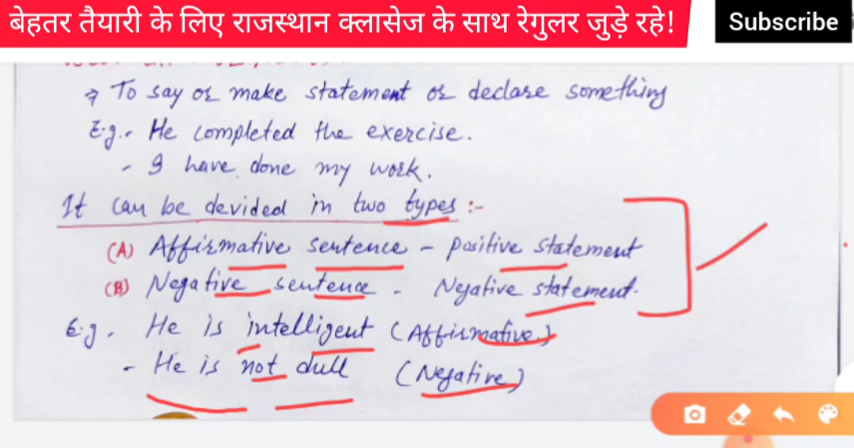 बेहतर तैयारी के लिए राजस्थान क्लासेज के साथ रेगुलर जुड़े रहे!
Subscribe
→ To say or make statement or declare something
E.g.- He completed the exercise.
- I have done my work.
It can be devided in two types :-
(A) Affirmative sentence - Positive statement
(B) Negative sentence - Negative statement.
E.g. He is intelligent (Affirmative)
- He is not dull (Negative)